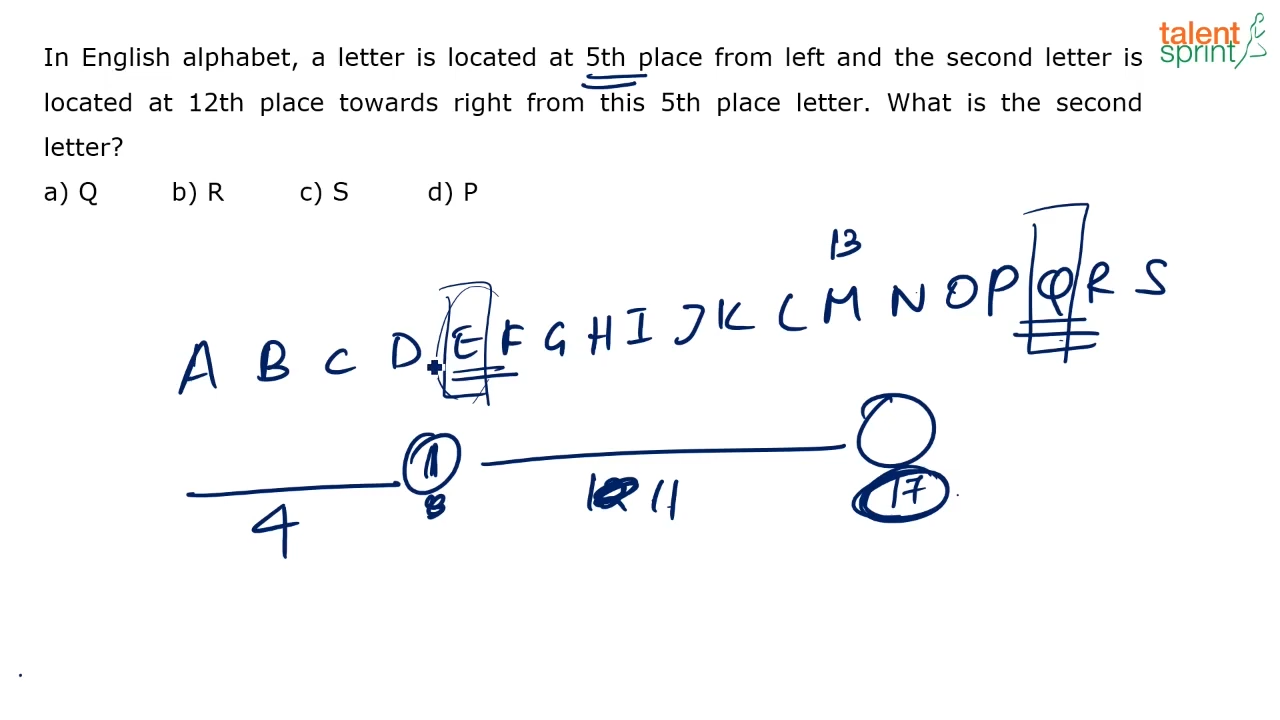 talent
sprint
In English alphabet, a letter is located at 5th place from left and the second letter is
located at 12th place towards right from this 5th place letter. What is the second
letter?
a) Q b) R c) S d) P
13
A B C D E F G H I J K L M N O P Q R S
1
4 11 17